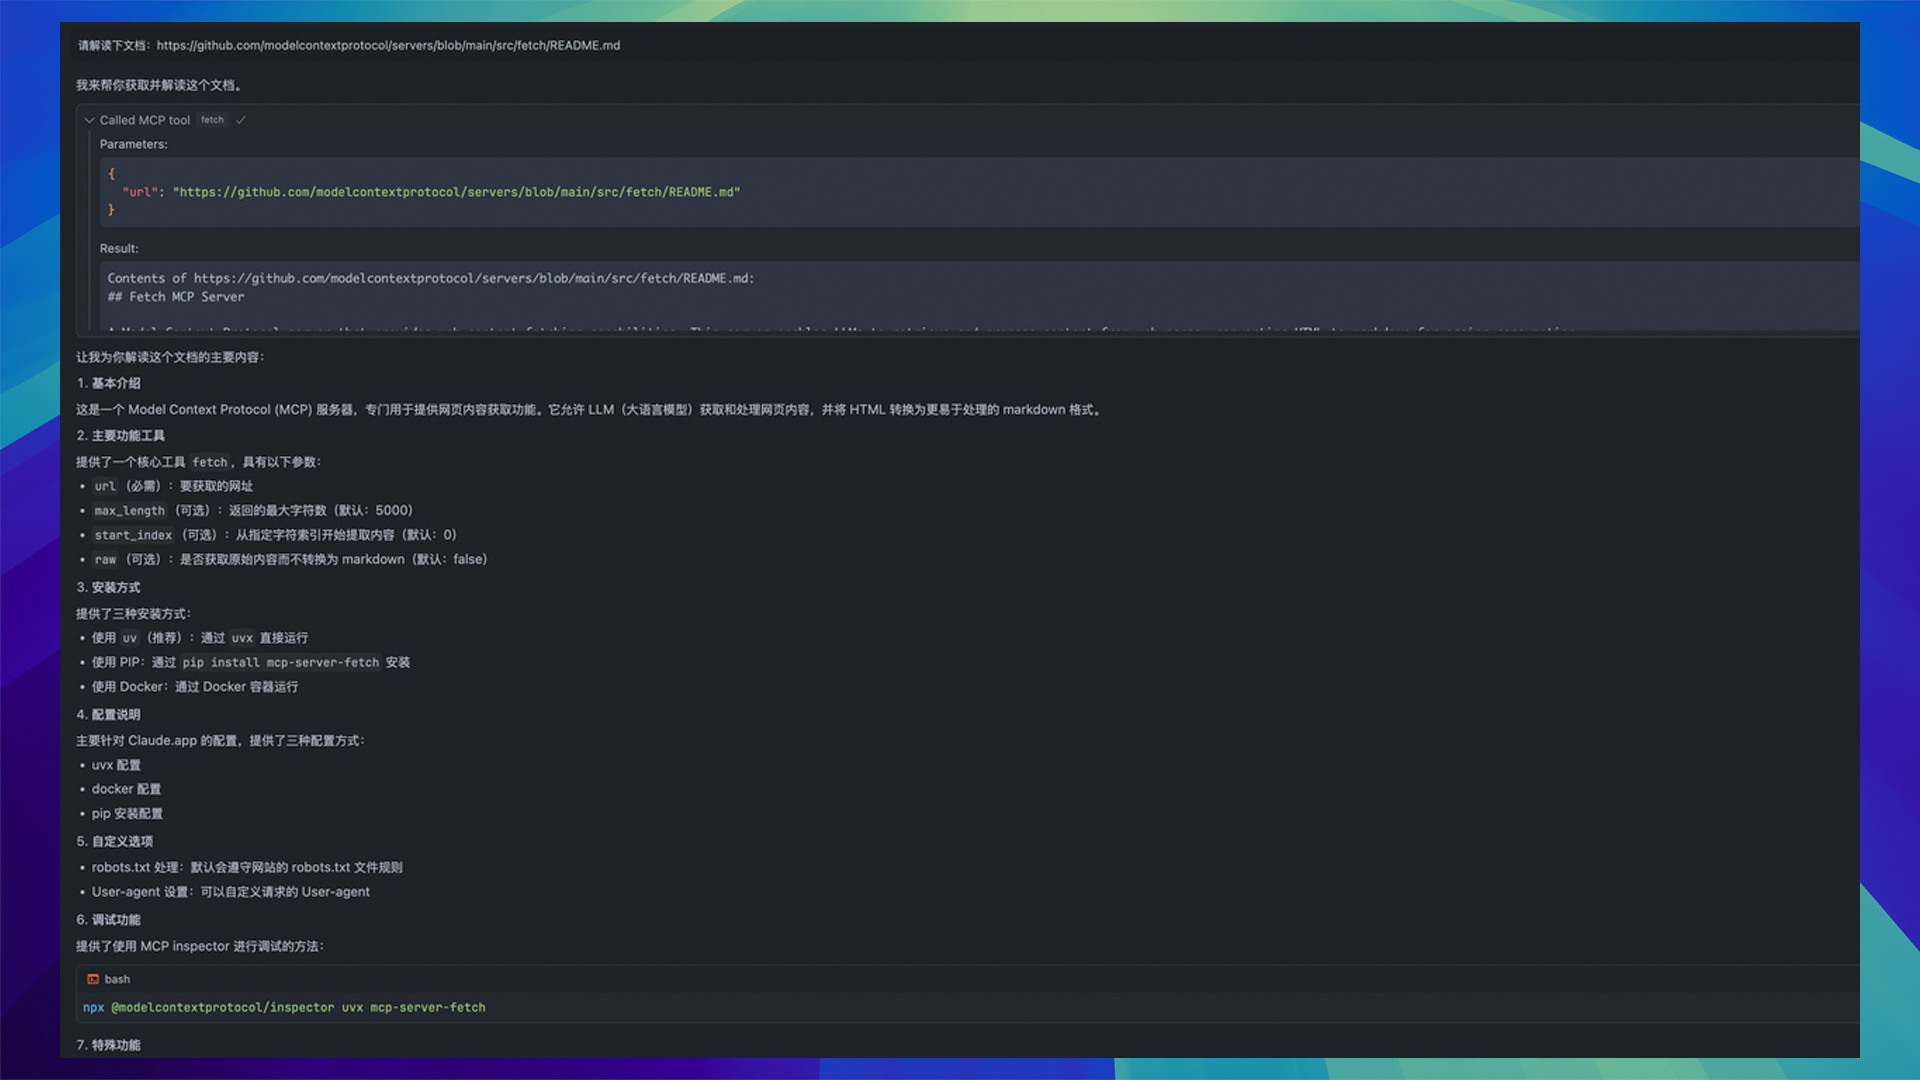 请解读下文档：https://github.com/modelcontextprotocol/servers/blob/main/src/fetch/README.md
我来帮你获取并解读这个文档。
Called MCP tool fetch
Parameters:
{
"url": "https://github.com/modelcontextprotocol/servers/blob/main/src/fetch/README.md"
}
Result:
Contents of https://github.com/modelcontextprotocol/servers/blob/main/src/fetch/README.md:
## Fetch MCP Server
让我为你解读这个文档的主要内容：
1. 基本介绍
这是一个 Model Context Protocol (MCP) 服务器，专门用于提供网页内容获取功能。它允许 LLM（大语言模型）获取和处理网页内容，并将 HTML 转换为更易于处理的 markdown 格式。
2. 主要功能工具
提供了一个核心工具 fetch，具有以下参数：
• url（必需）：要获取的网址
• max_length（可选）：返回的最大字符数（默认：5000）
• start_index（可选）：从指定字符索引开始提取内容（默认：0）
• raw（可选）：是否获取原始内容而不转换为 markdown（默认：false）
3. 安装方式
提供了三种安装方式：
• 使用 uv（推荐）：通过 uvx 直接运行
• 使用 PIP：通过 pip install mcp-server-fetch 安装
• 使用 Docker：通过 Docker 容器运行
4. 配置说明
主要针对 Claude.app 的配置，提供了三种配置方式：
• uvx 配置
• docker 配置
• pip 安装配置
5. 自定义选项
• robots.txt 处理：默认会遵守网站的 robots.txt 文件规则
• User-agent 设置：可以自定义请求的 User-agent
6. 调试功能
提供了使用 MCP inspector 进行调试的方法：
bash
npx @modelcontextprotocol/inspector uvx mcp-server-fetch
7. 特殊功能